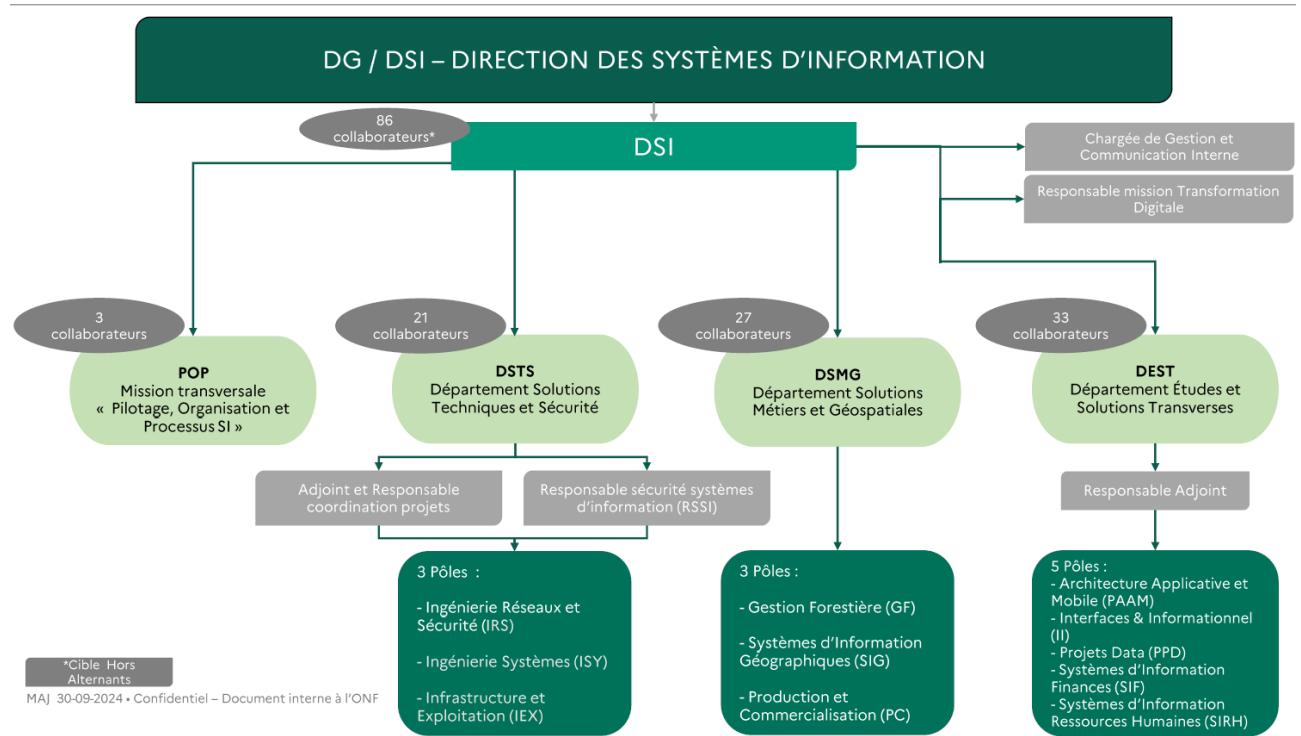 DG / DSI – DIRECTION DES SYSTÈMES D'INFORMATION
86
collaborateurs*
DSI
Chargée de Gestion et
Communication Interne
Responsable mission Transformation
Digitale
3
collaborateurs
21
collaborateurs
27
collaborateurs
33
collaborateurs
POP
Mission transversale
« Pilotage, Organisation et
Processus SI »
DSTS
Département Solutions
Techniques et Sécurité
DSMG
Département Solutions
Métiers et Géospatiales
DEST
Département Études et
Solutions Transverses
Adjoint et Responsable
coordination projets
Responsable sécurité systèmes
d'information (RSSI)
Responsable Adjoint
3 Pôles :
- Ingénierie Réseaux et
Sécurité (IRS)
- Ingénierie Systèmes (ISY)
- Infrastructure et
Exploitation (IEX)
3 Pôles :
- Gestion Forestière (GF)
- Systèmes d'Information
Géographiques (SIG)
- Production et
Commercialisation (PC)
5 Pôles :
- Architecture Applicative et
Mobile (PAAM)
- Interfaces & Informationnel
(II)
- Projets Data (PPD)
- Systèmes d'Information
Finances (SIF)
- Systèmes d'Information
Ressources Humaines (SIRH)
*Cible Hors
Alternants
MAJ 30-09-2024 • Confidentiel – Document interne à l'ONF